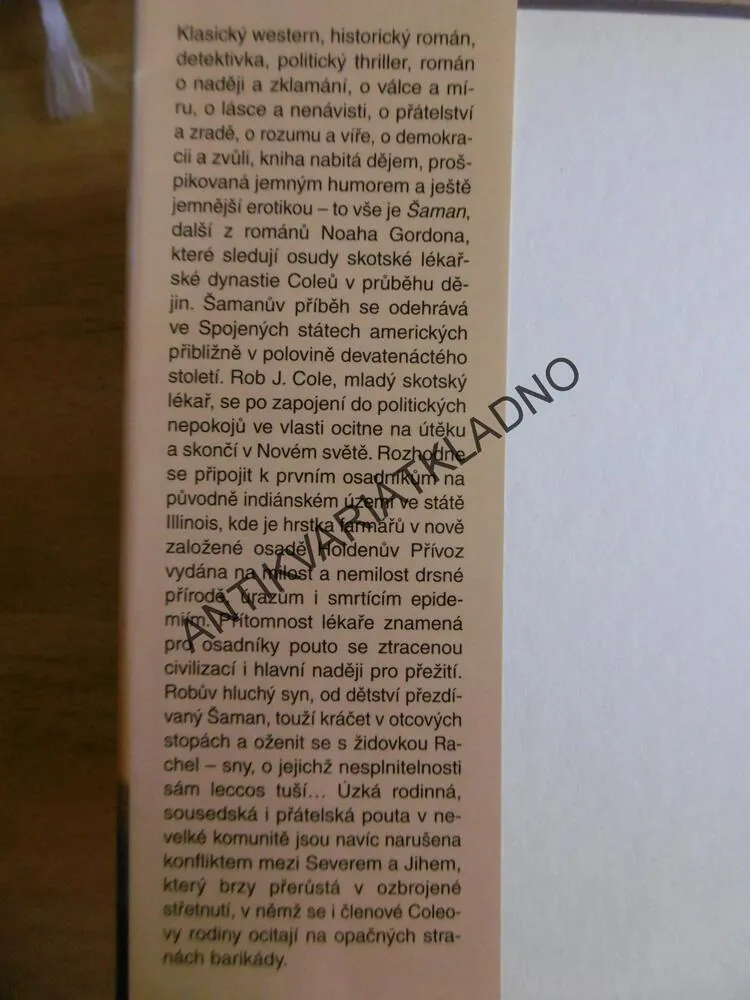 Klasický western, historický román,
detektivka, politický thriller, román
o naději a zklamání, o válce a mí-
ru, o lásce a nenávisti, o přátelství
a zradě, o rozumu a víře, o demokra-
cii a zvůli, kniha nabitá dějem, proš-
pikovaná jemným humorem a ještě
jemnější erotikou – to vše je Šaman,
další z románů Noaha Gordona,
které sledují osudy skotské lékař-
ské dynastie Coleů v průběhu dě-
jin. Šamanův příběh se odehrává
ve Spojených státech amerických
přibližně v polovině devatenáctého
století. Rob J. Cole, mladý skotský
lékař, se po zapojení do politických
nepokojů ve vlasti ocitne na útěku
a skončí v Novém světě. Rozhodne
se připojit k prvním osadníkům na
původně indiánském území ve státě
Illinois, kde je hrstka farmářů v nově
založené osadě Holdenův Přívoz
vydána na milost a nemilost drsné
přírodě, úrazům i smrtícím epide-
miím. Přítomnost lékaře znamená
pro osadníky pouto se ztracenou
civilizací i hlavní naději pro přežití.
Robův hluchý syn, od dětství přezdí-
vaný Šaman, touží kráčet v otcových
stopách a oženit se s židovkou Ra-
chel – sny, o jejichž nesplnitelnosti
sám leccos tuší... Úzká rodinná,
sousedská i přátelská pouta v ne-
velké komunitě jsou navíc narušena
konfliktem mezi Severem a Jihem,
který brzy přerůstá v ozbrojené
střetnutí, v němž se i členové Coleo-
vy rodiny ocitají na opačných stra-
nách barikády.
ANTIKVARIATKLADNO